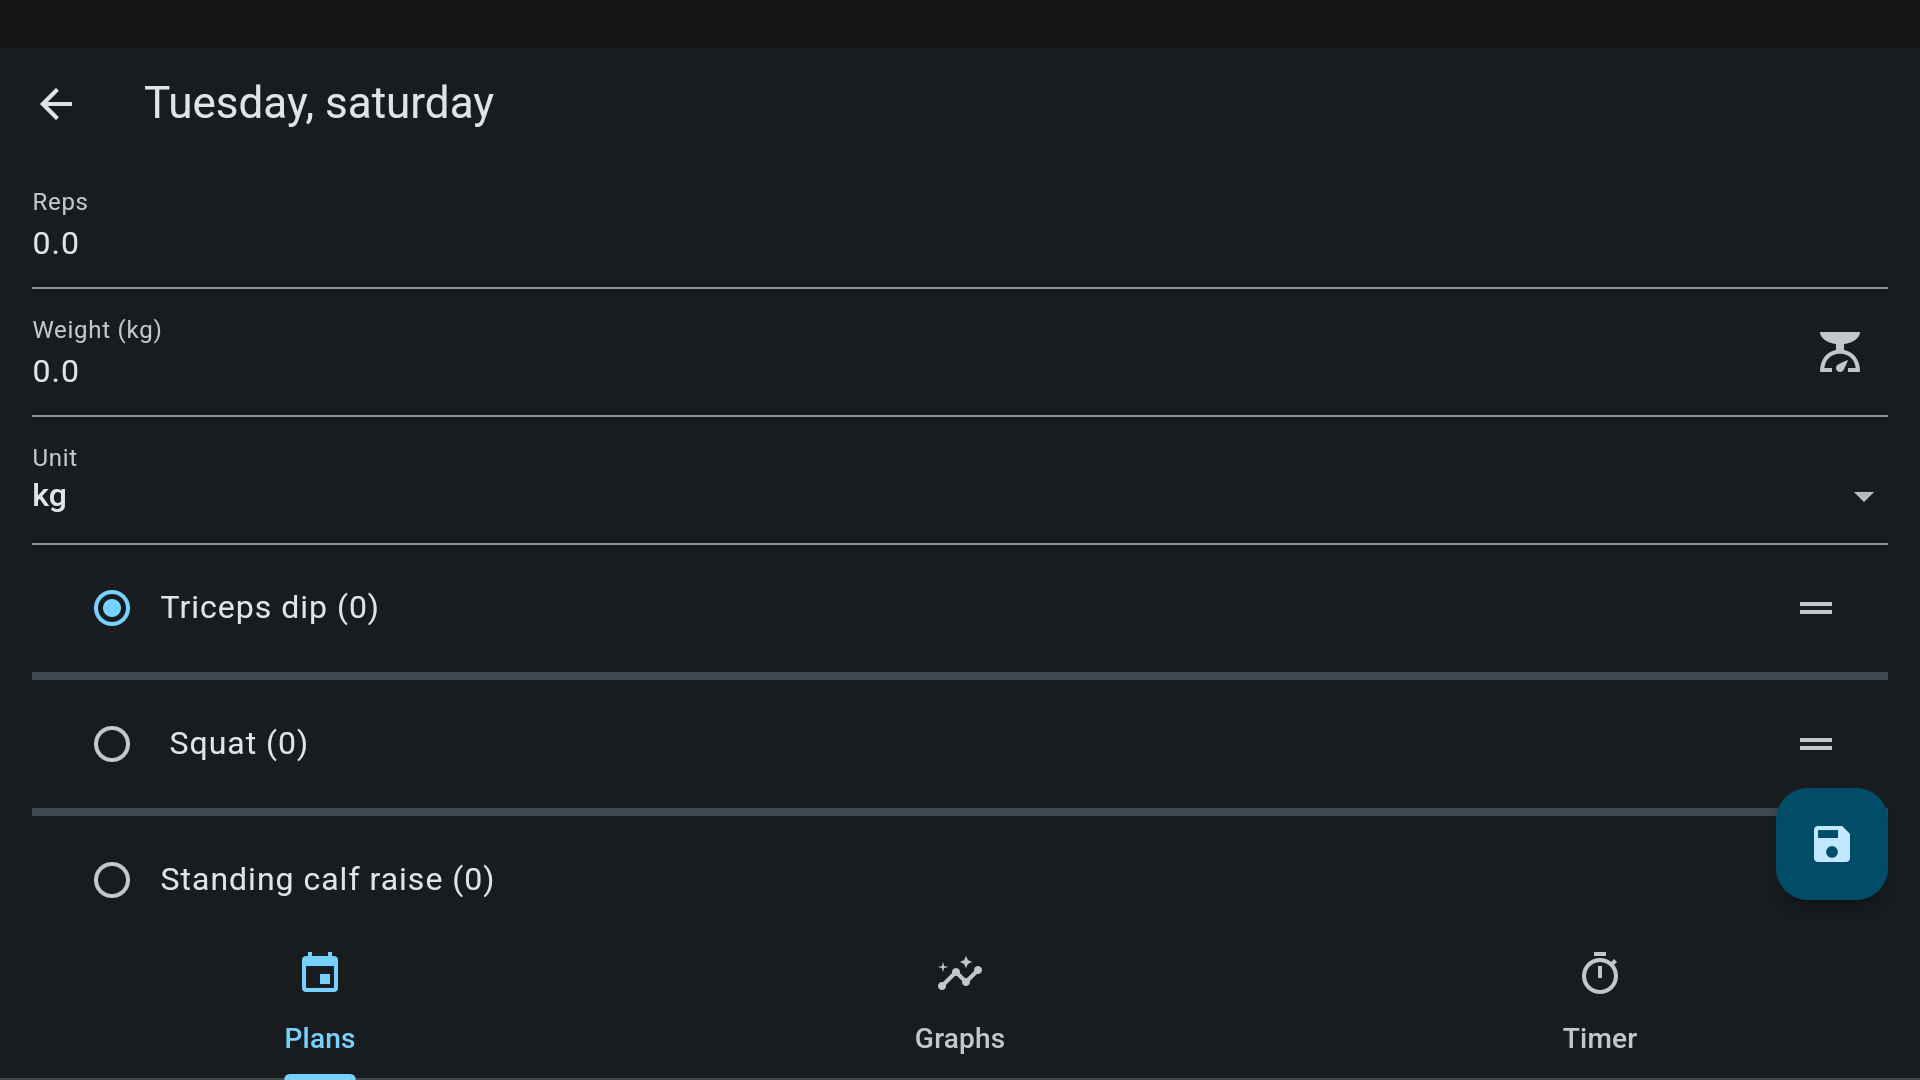 Tuesday, saturday
Reps
0.0
Weight (kg)
0.0
Unit
kg
Triceps dip (0)
Squat (0)
Standing calf raise (0)
Plans
Graphs
Timer